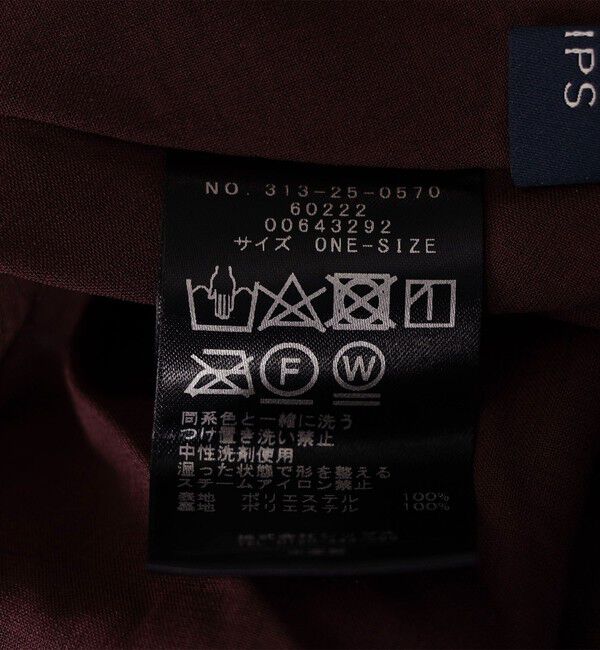 IPS
NO. 313-25-0570
60222
00643292
サイズ ONE-SIZE
F
W
同系色と一緒に洗う
つけ置き洗い禁止
中性洗剤使用
湿った状態で形を整える
スチームアイロン禁止
表地 ポリエステル 100%
裏地 ポリエステル 100%